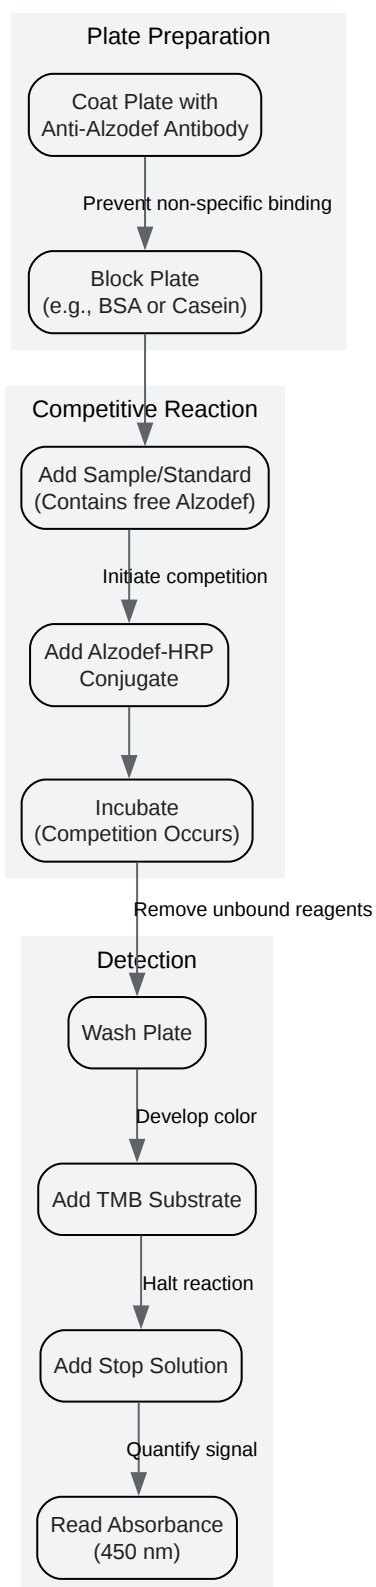 Plate Preparation
Coat Plate with
Anti-Alzodef Antibody
Prevent non-specific binding
Block Plate
(e.g., BSA or Casein)
Competitive Reaction
Add Sample/Standard
(Contains free Alzodef)
Initiate competition
Add Alzodef-HRP
Conjugate
Incubate
(Competition Occurs)
Remove unbound reagents
Detection
Wash Plate
Develop color
Add TMB Substrate
Halt reaction
Add Stop Solution
Quantify signal
Read Absorbance
(450 nm)